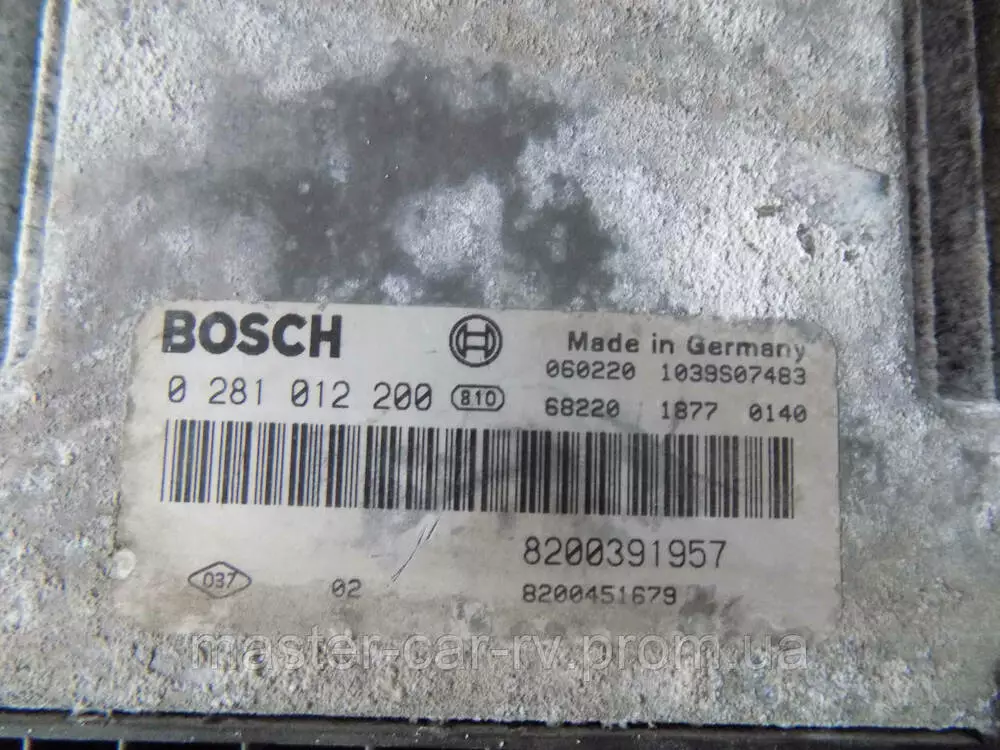 BOSCH
Made in Germany
060220 1039S07483
0 281 012 200 810
68220 1877 0140
8200391957
037 02 8200451679
master-car-rv.prom.ua